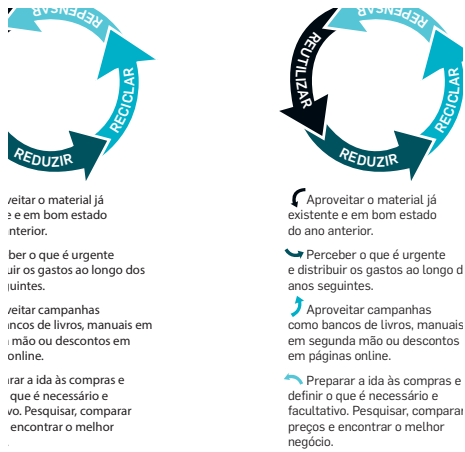 REPENSAR
RECICLAR
REDUZIR
veitar o material já
e e em bom estado
nterior.
ber o que é urgente
uir os gastos ao longo dos
guintes.
veitar campanhas
ancos de livros, manuais em
mão ou descontos em
online.
rar a ida às compras e
que é necessário e
vo. Pesquisar, comparar
encontrar o melhor
REPENSAR
REUTILIZAR
RECICLAR
REDUZIR
Aproveitar o material já
existente e em bom estado
do ano anterior.
Perceber o que é urgente
e distribuir os gastos ao longo d
anos seguintes.
Aproveitar campanhas
como bancos de livros, manuais
em segunda mão ou descontos
em páginas online.
Preparar a ida às compras e
definir o que é necessário e
facultativo. Pesquisar, comparar
preços e encontrar o melhor
negócio.